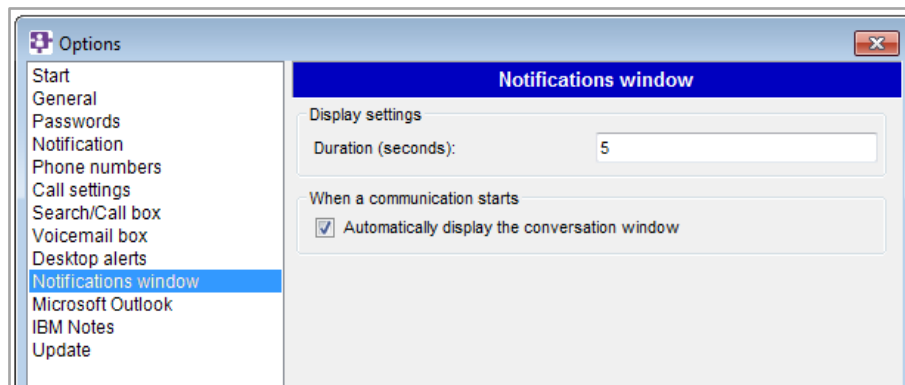 Options
Start
General
Passwords
Notification
Phone numbers
Call settings
Search/Call box
Voicemail box
Desktop alerts
Notifications window
Microsoft Outlook
IBM Notes
Update
Notifications window
Display settings
Duration (seconds): 5
When a communication starts
Automatically display the conversation window